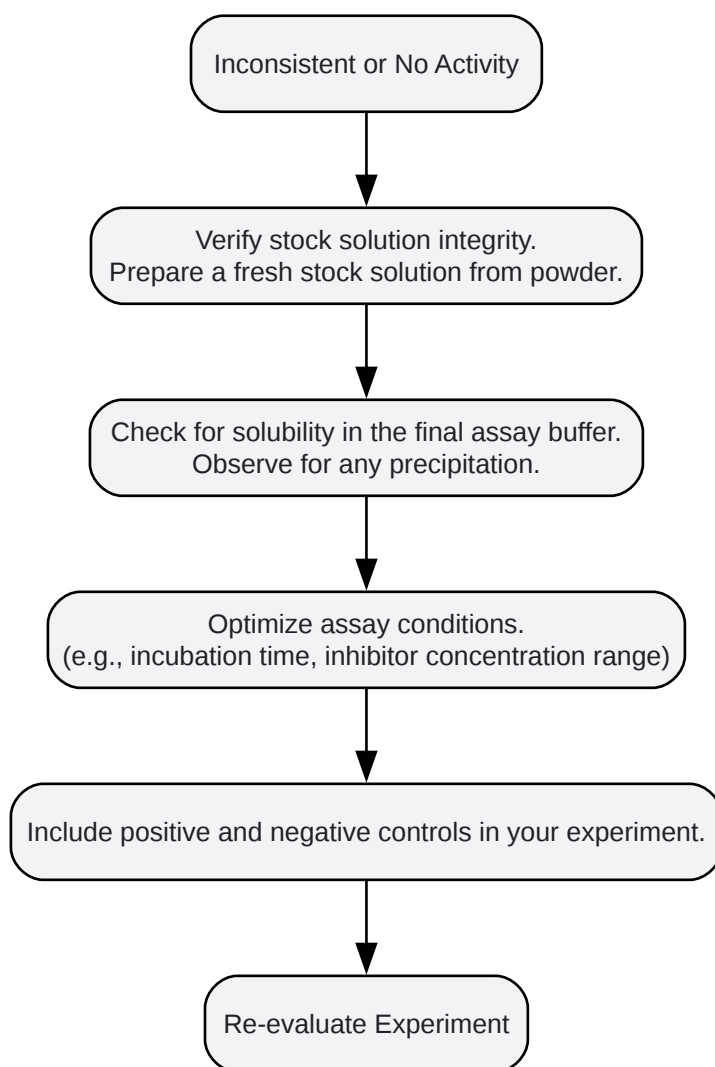 Inconsistent or No Activity
Verify stock solution integrity.
Prepare a fresh stock solution from powder.
Check for solubility in the final assay buffer.
Observe for any precipitation.
Optimize assay conditions.
(e.g., incubation time, inhibitor concentration range)
Include positive and negative controls in your experiment.
Re-evaluate Experiment